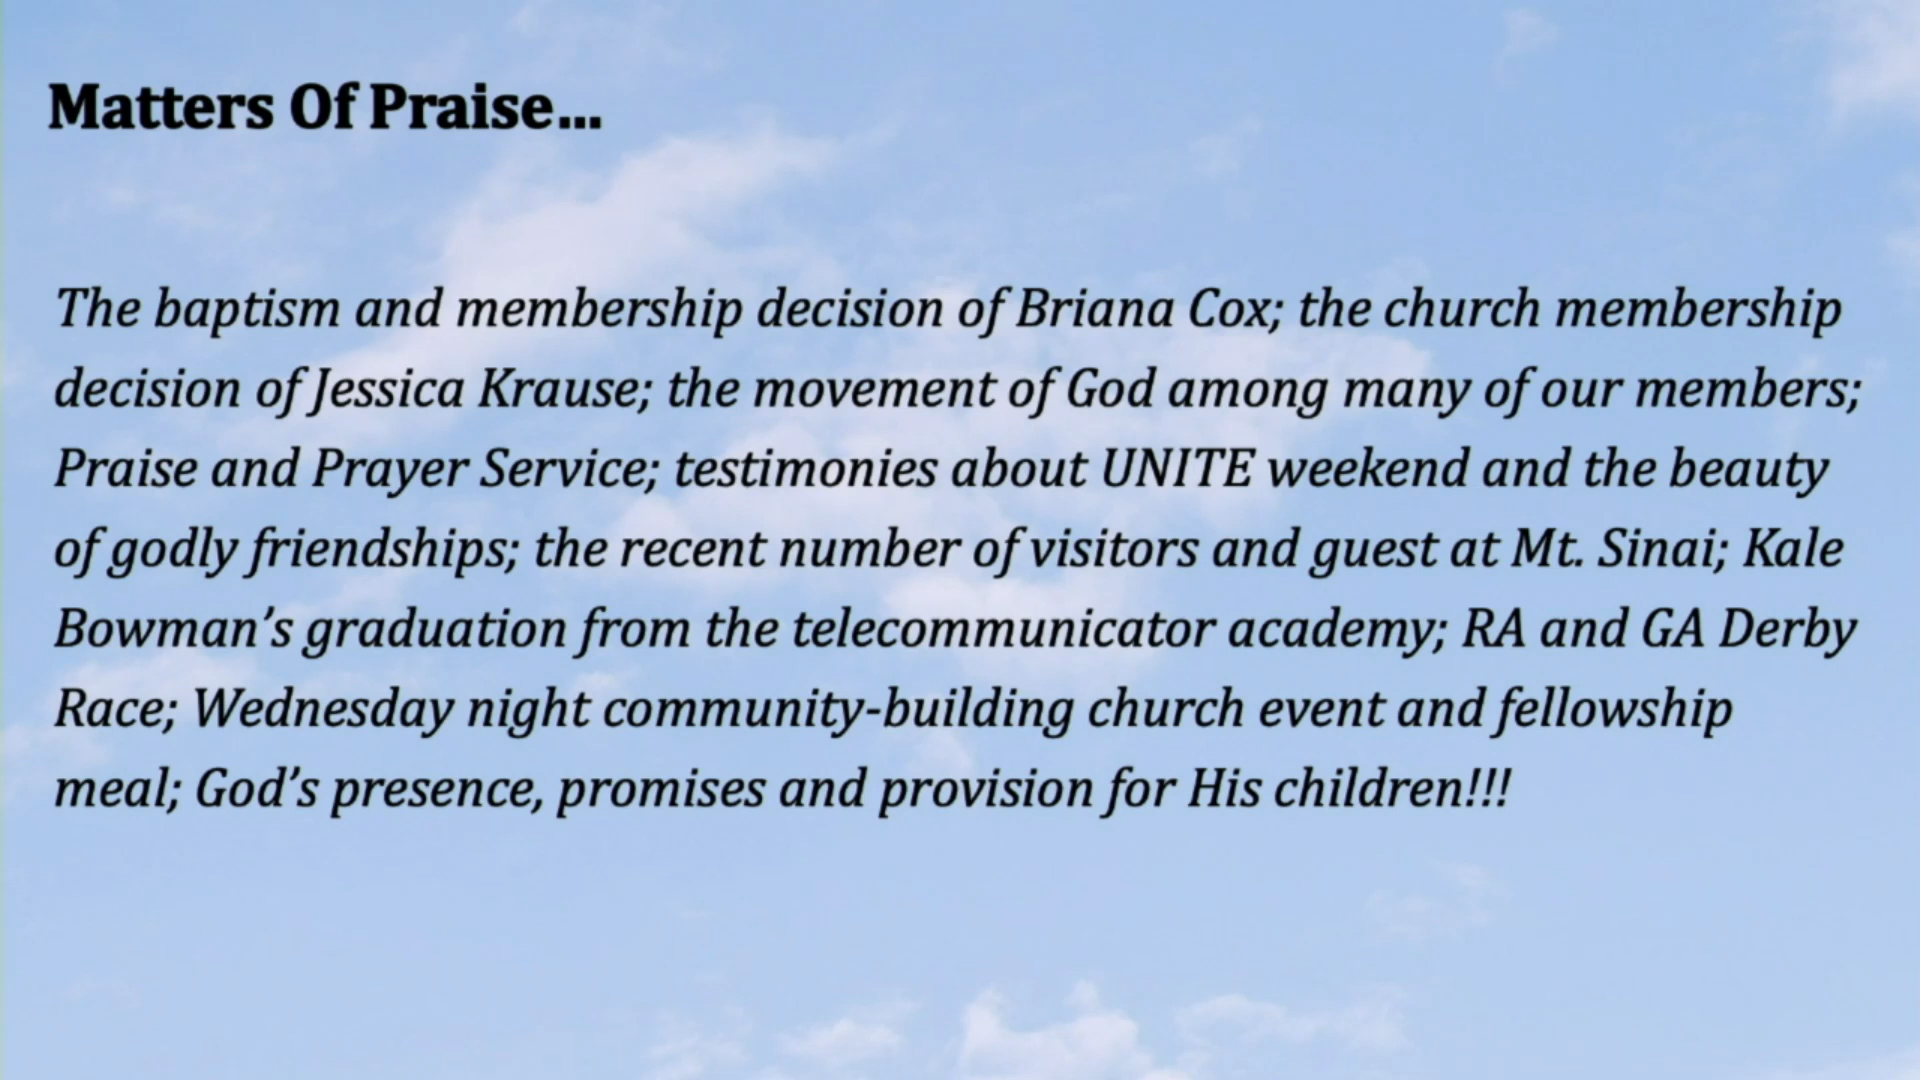 Matters Of Praise...
The baptism and membership decision of Briana Cox; the church membership
decision of Jessica Krause; the movement of God among many of our members;
Praise and Prayer Service; testimonies about UNITE weekend and the beauty
of godly friendships; the recent number of visitors and guest at Mt. Sinai; Kale
Bowman’s graduation from the telecommunicator academy; RA and GA Derby
Race; Wednesday night community-building church event and fellowship
meal; God’s presence, promises and provision for His children!!!